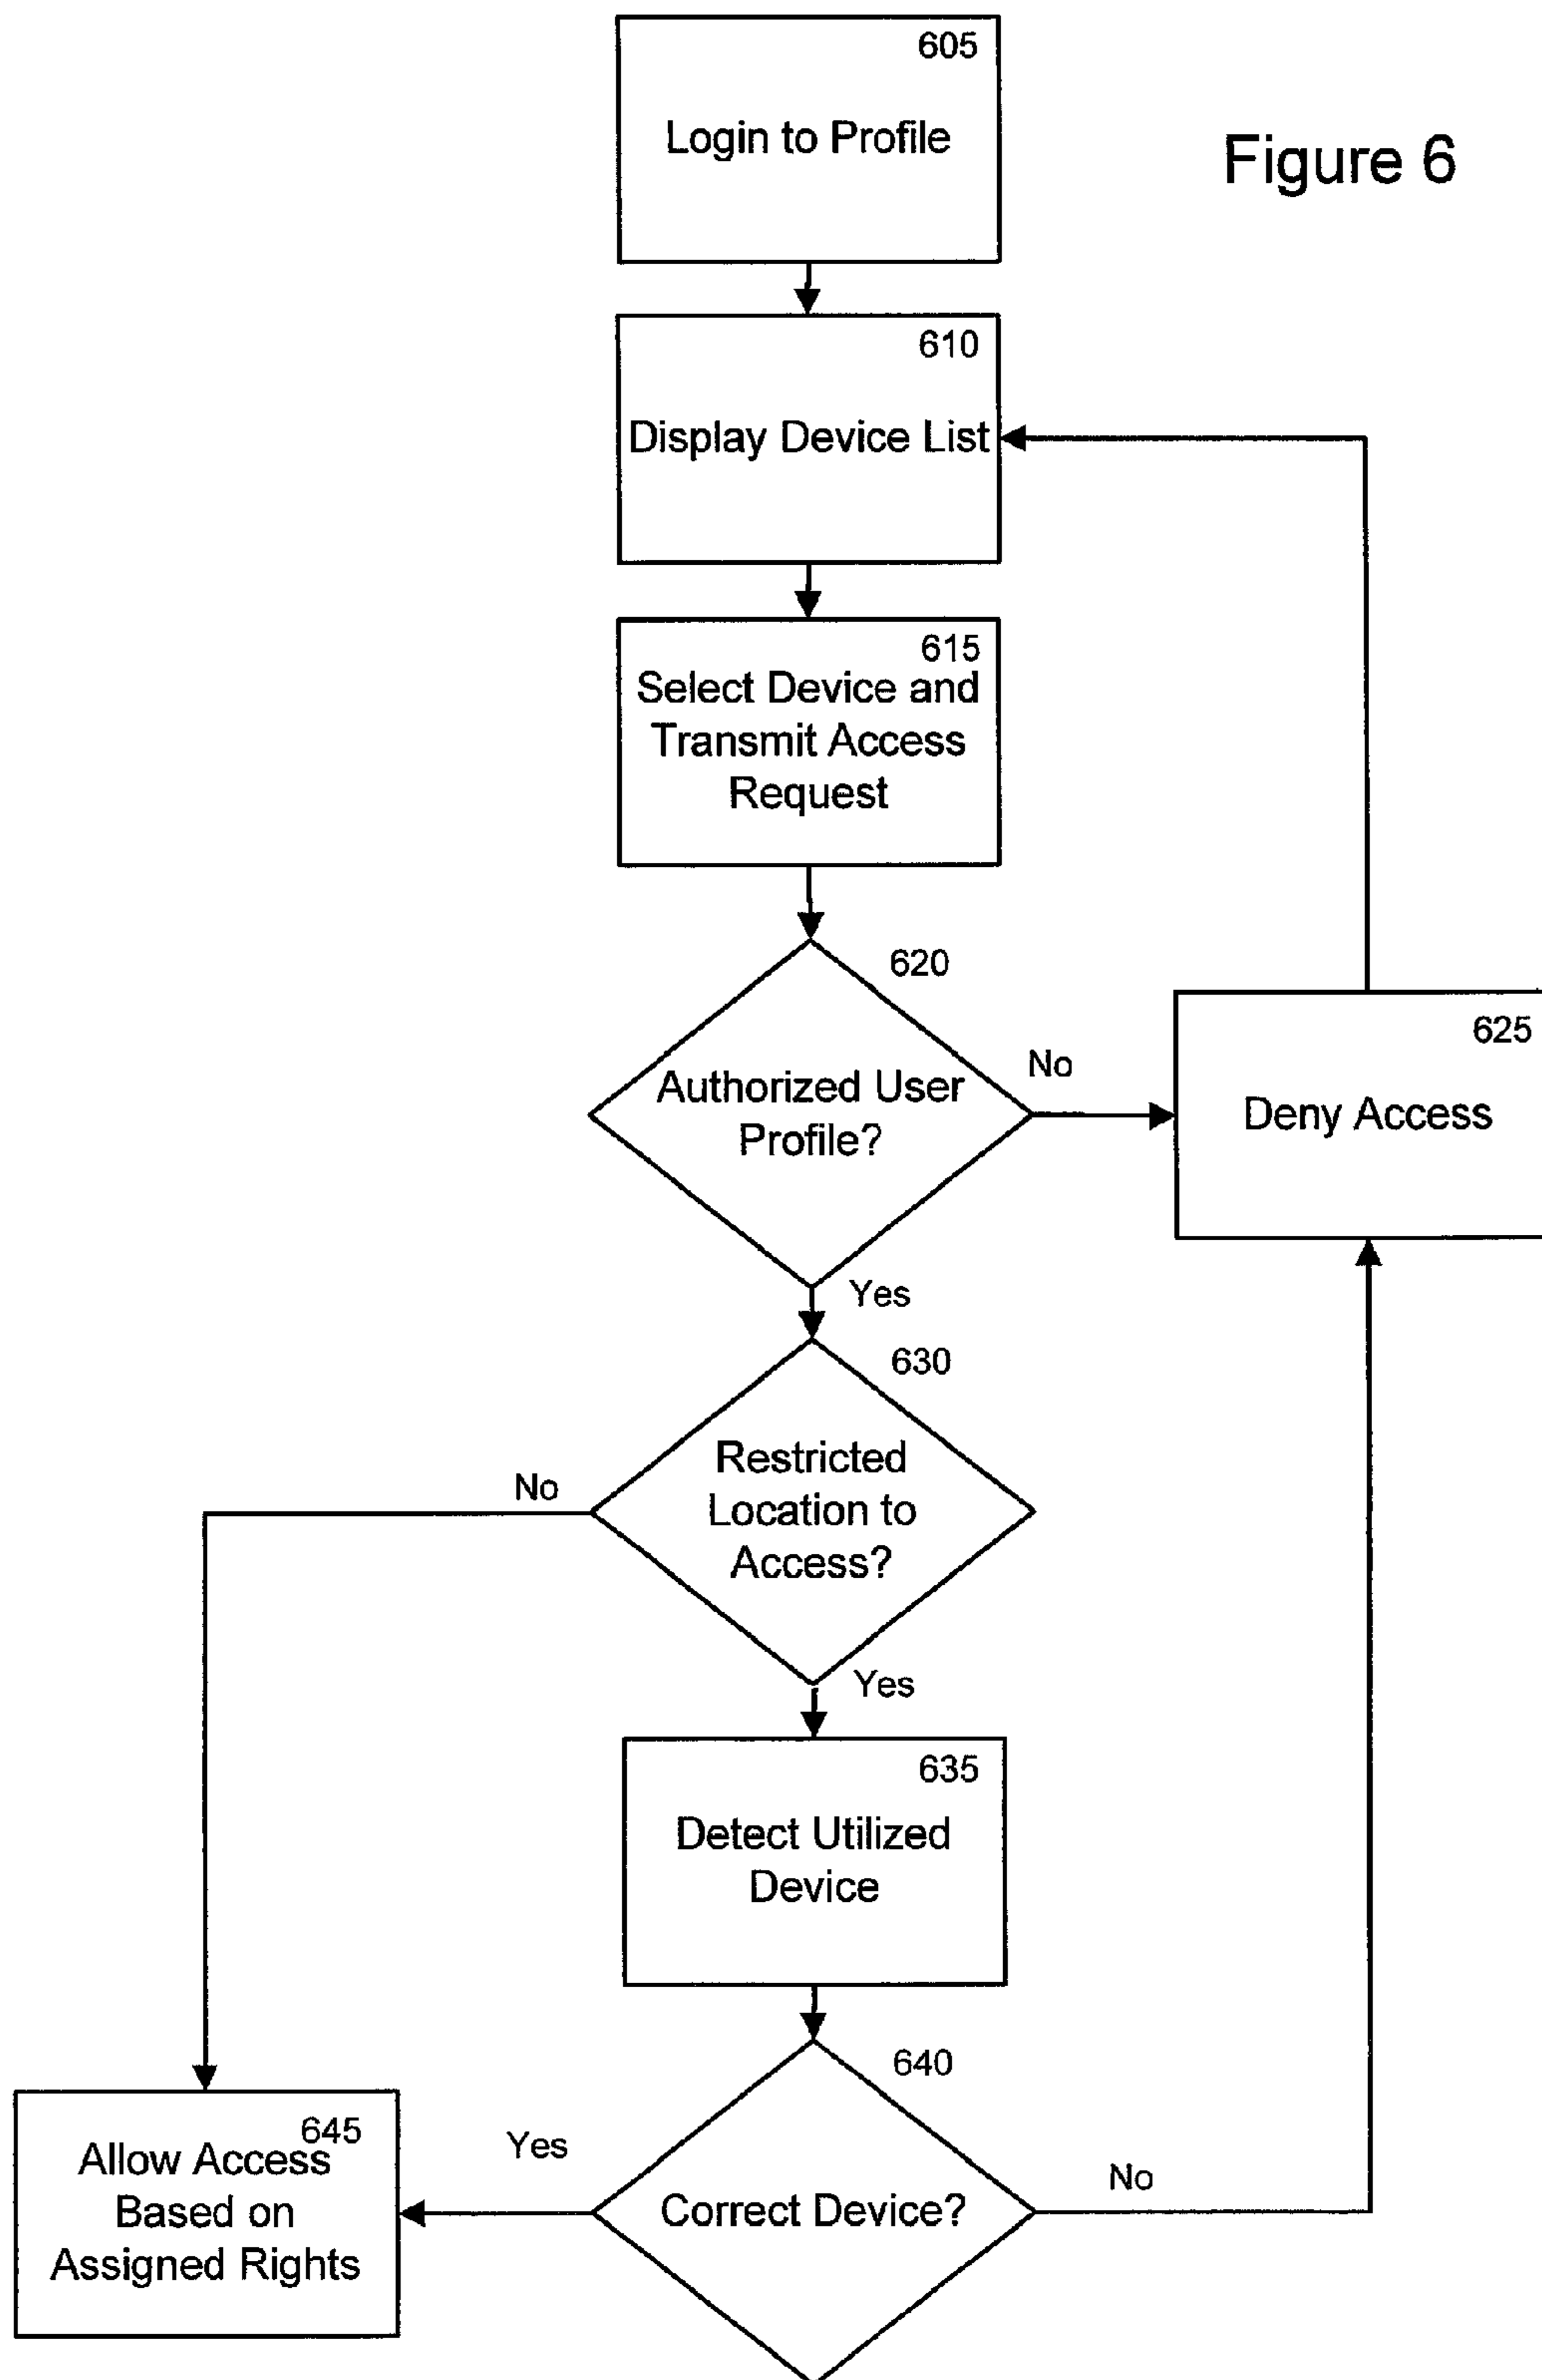 605
Login to Profile
Figure 6
610
Display Device List
615
Select Device and
Transmit Access
Request
620
Authorized User
Profile?
No
625
Deny Access
Yes
630
Restricted
Location to
Access?
No
Yes
635
Detect Utilized
Device
640
Correct Device?
Yes
No
645
Allow Access
Based on
Assigned Rights